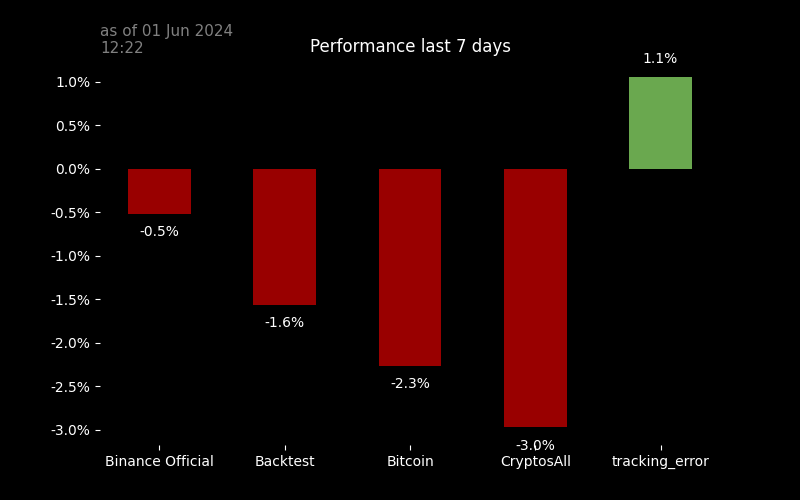 as of 01 Jun 2024
12:22
Performance last 7 days
1.1%
1.0%
0.5%
0.0%
-0.5%
-1.0%
-1.5%
-2.0%
-2.5%
-3.0%
-0.5%
-1.6%
-2.3%
-3.0%
Binance Official
Backtest
Bitcoin
CryptosAll
tracking_error